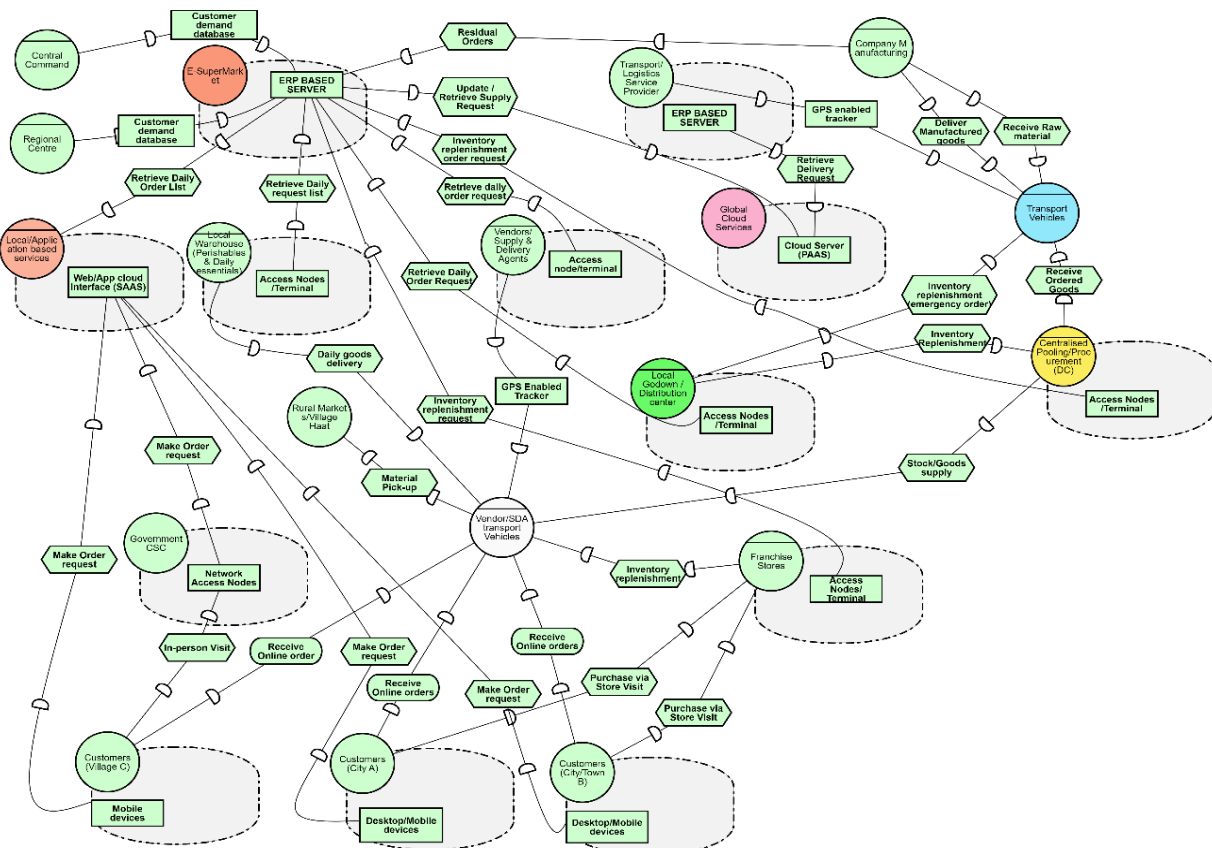 Customer
demand
database
Residual
Orders
Central
Command
Company M
anufacturing
E-SuperMark
et
ERP BASED
SERVER
Transport/
Logistics
Service
Provider
Update /
Retrieve Supply
Request
ERP BASED
SERVER
GPS enabled
tracker
Deliver
Manufactured
goods
Receive Raw
material
Regional
Centre
Customer
demand
database
Inventory
replenishment
order request
Retrieve
Delivery
Request
Retrieve Daily
Order LIst
Retrieve Daily
request list
Retrieve daily
order request
Local/Applic
ation based
services
Local
Warehouse
(Perishables
& Daily
essentials)
Vendors/
Supply &
Delivery
Agents
Global
Cloud
Services
Transport
Vehicles
Web/App cloud
Interface (SAAS)
Access Nodes
/Terminal
Retrieve Daily
Order Request
Access
node/terminal
Cloud Server
(PAAS)
Inventory
replenishment
(emergency order)
Receive
Ordered
Goods
Daily goods
delivery
Inventory
Replenishment
Centralised
Pooling/Procu
rement
(DC)
GPS Enabled
Tracker
Local
Godown /
Distribution
center
Access Nodes
/Terminal
Access Nodes
/Terminal
Rural Market
s/Village
Haat
Inventory
replenishment
request
Make Order
request
Material
Pick-up
Stock/Goods
supply
Vendor/SDA
transport
Vehicles
Government
CSC
Make Order
request
Network
Access Nodes
Inventory
replenishment
Franchise
Stores
Access
Nodes/
Terminal
In-person Visit
Receive
Online order
Make Order
request
Receive
Online orders
Receive
Online orders
Make Order
request
Purchase via
Store Visit
Purchase via
Store Visit
Customers
(Village C)
Customers
(City A)
Customers
(City/Town
B)
Mobile
devices
Desktop/Mobile
devices
Desktop/Mobile
devices